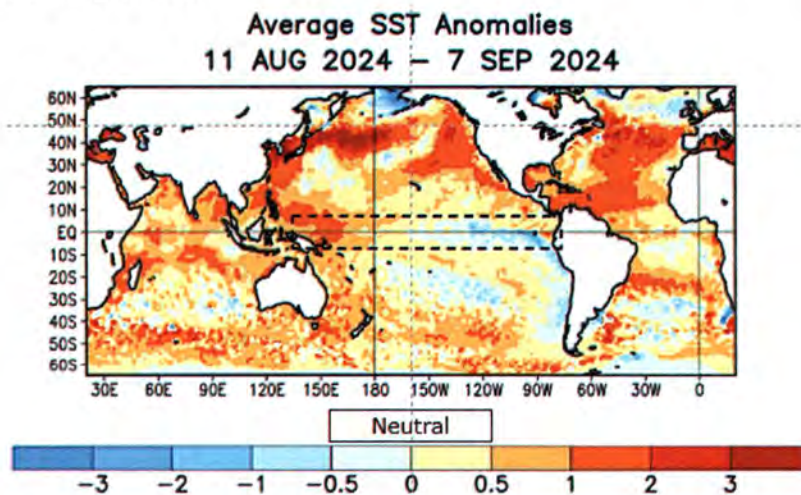 Average SST Anomalies
11 AUG 2024 – 7 SEP 2024
60N
50N
40N
30N
20N
10N
EQ
10S
20S
30S
40S
50S
60S
30E 60E 90E 120E 150E 180 150W 120W 90W 60W 30W 0
Neutral
−3 −2 −1 −0.5 0 0.5 1 2 3